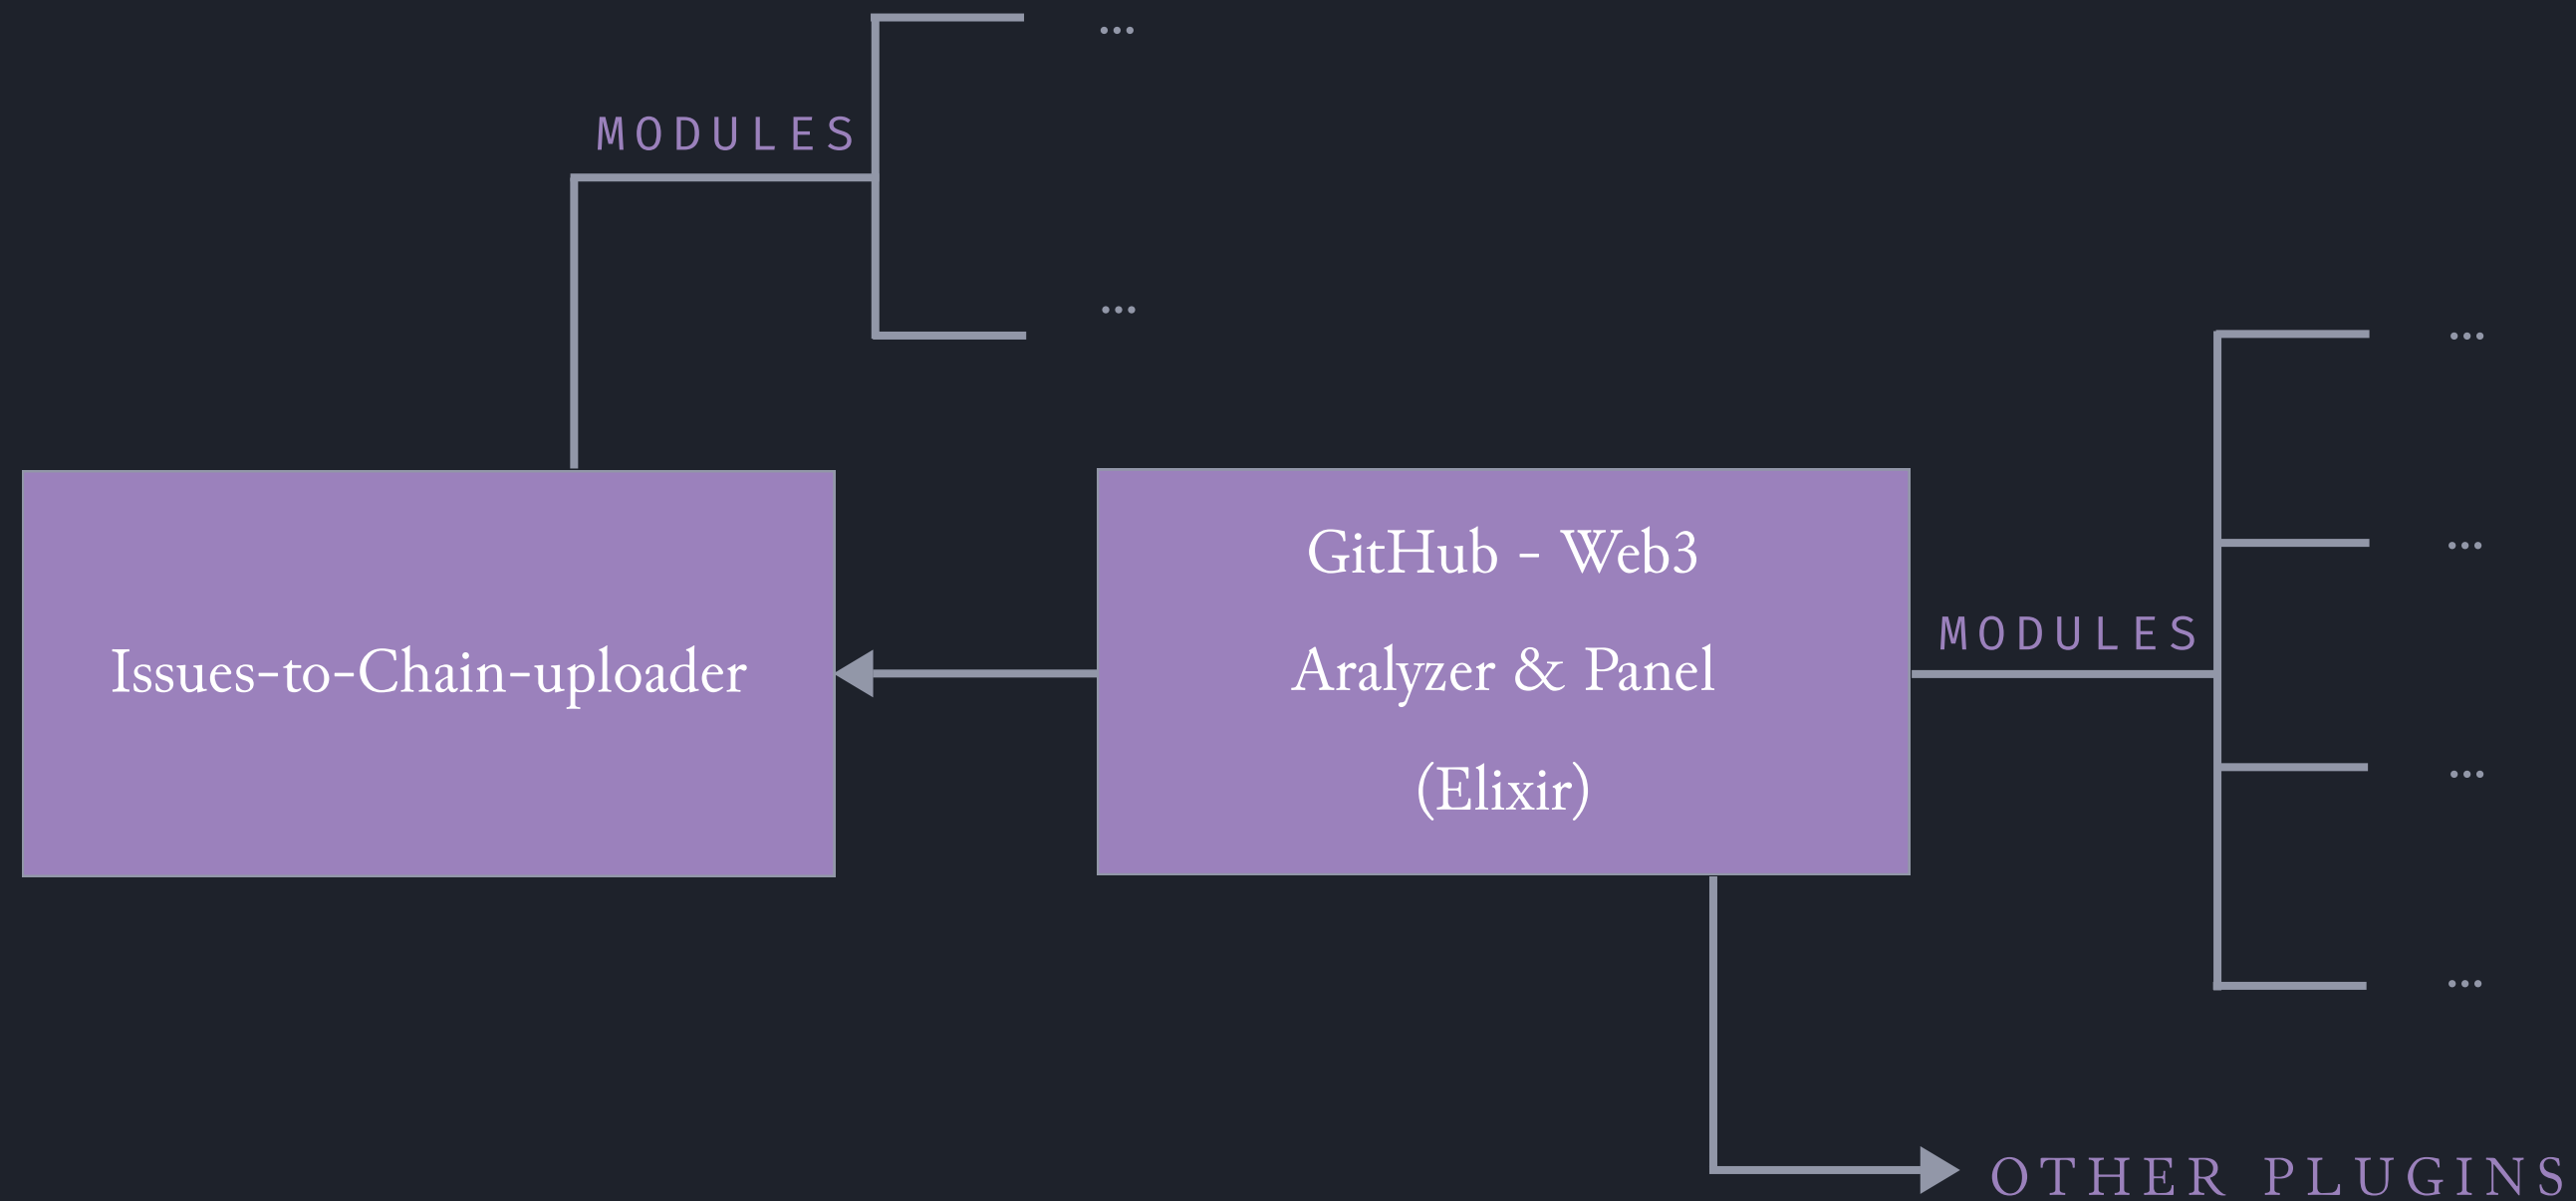 ...
MODULES
...
...
Issues-to-Chain-uploader
GitHub - Web3
Aralyzer & Panel
(Elixir)
...
MODULES
...
...
OTHER PLUGINS